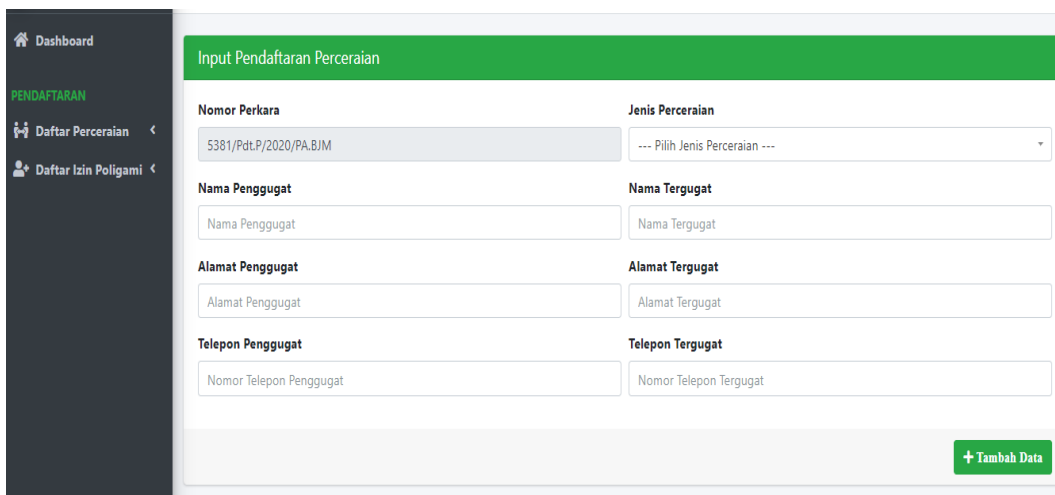 Dashboard
PENDAFTARAN
Daftar Perceraian
Daftar Izin Poligami
Input Pendaftaran Perceraian
Nomor Perkara
Jenis Perceraian
5381/Pdt.P/2020/PA.BJM
--- Pilih Jenis Perceraian ---
Nama Penggugat
Nama Tergugat
Nama Penggugat
Nama Tergugat
Alamat Penggugat
Alamat Tergugat
Alamat Penggugat
Alamat Tergugat
Telepon Penggugat
Telepon Tergugat
Nomor Telepon Penggugat
Nomor Telepon Tergugat
+ Tambah Data